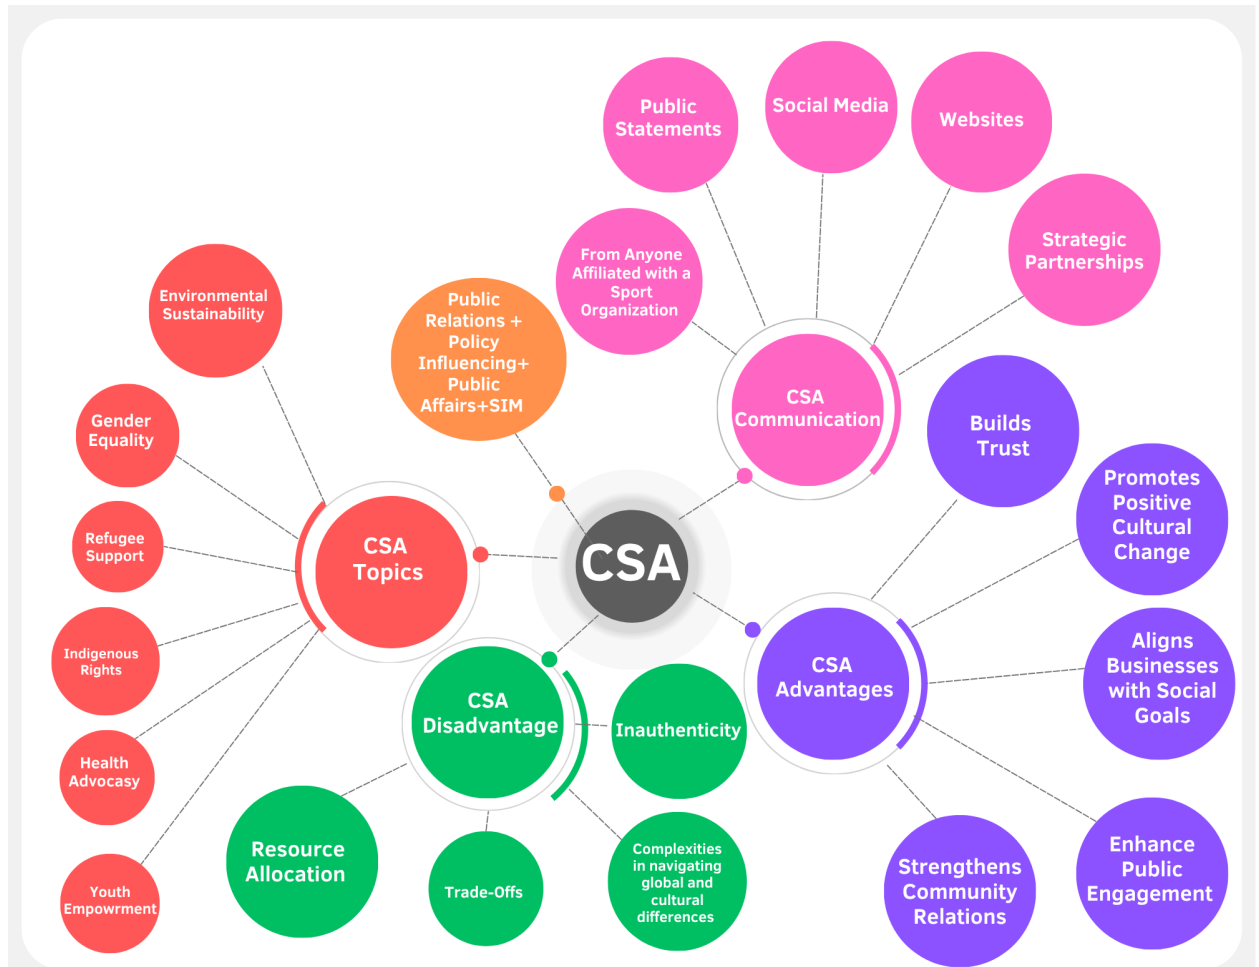 Public
Statements
Social Media
Websites
Strategic
Partnerships
From Anyone
Affiliated with a
Sport
Organization
CSA
Communication
Public
Relations +
Policy
Influencing+
Public
Affairs+SIM
Environmental
Sustainability
Gender
Equality
Refugee
Support
Indigenous
Rights
Health
Advocasy
Youth
Empowrment
CSA
Topics
CSA
CSA
Disadvantage
Inauthenticity
Resource
Allocation
Trade-Offs
Complexities
in navigating
global and
cultural
differences
CSA
Advantages
Builds
Trust
Promotes
Positive
Cultural
Change
Aligns
Businesses
with Social
Goals
Enhance
Public
Engagement
Strengthens
Community
Relations